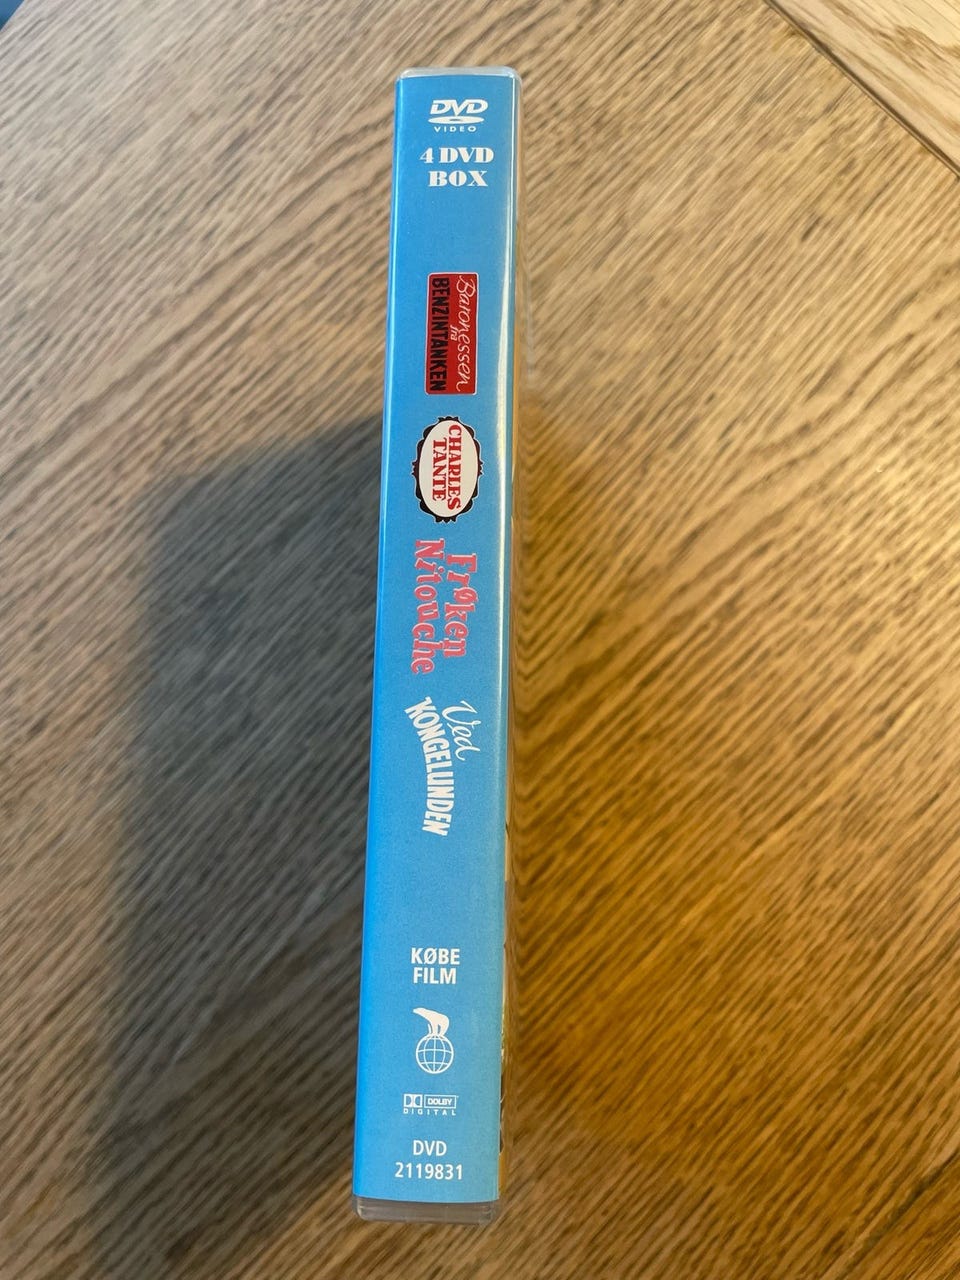 DVD
VIDEO
4 DVD
BOX
Baronessen
fra
BENZINTANKEN
CHARLES
TANTE
Frøken
Nitouche
Ved
KONGELUNDEN
KØBE
FILM
DOLBY
DIGITAL
DVD
2119831